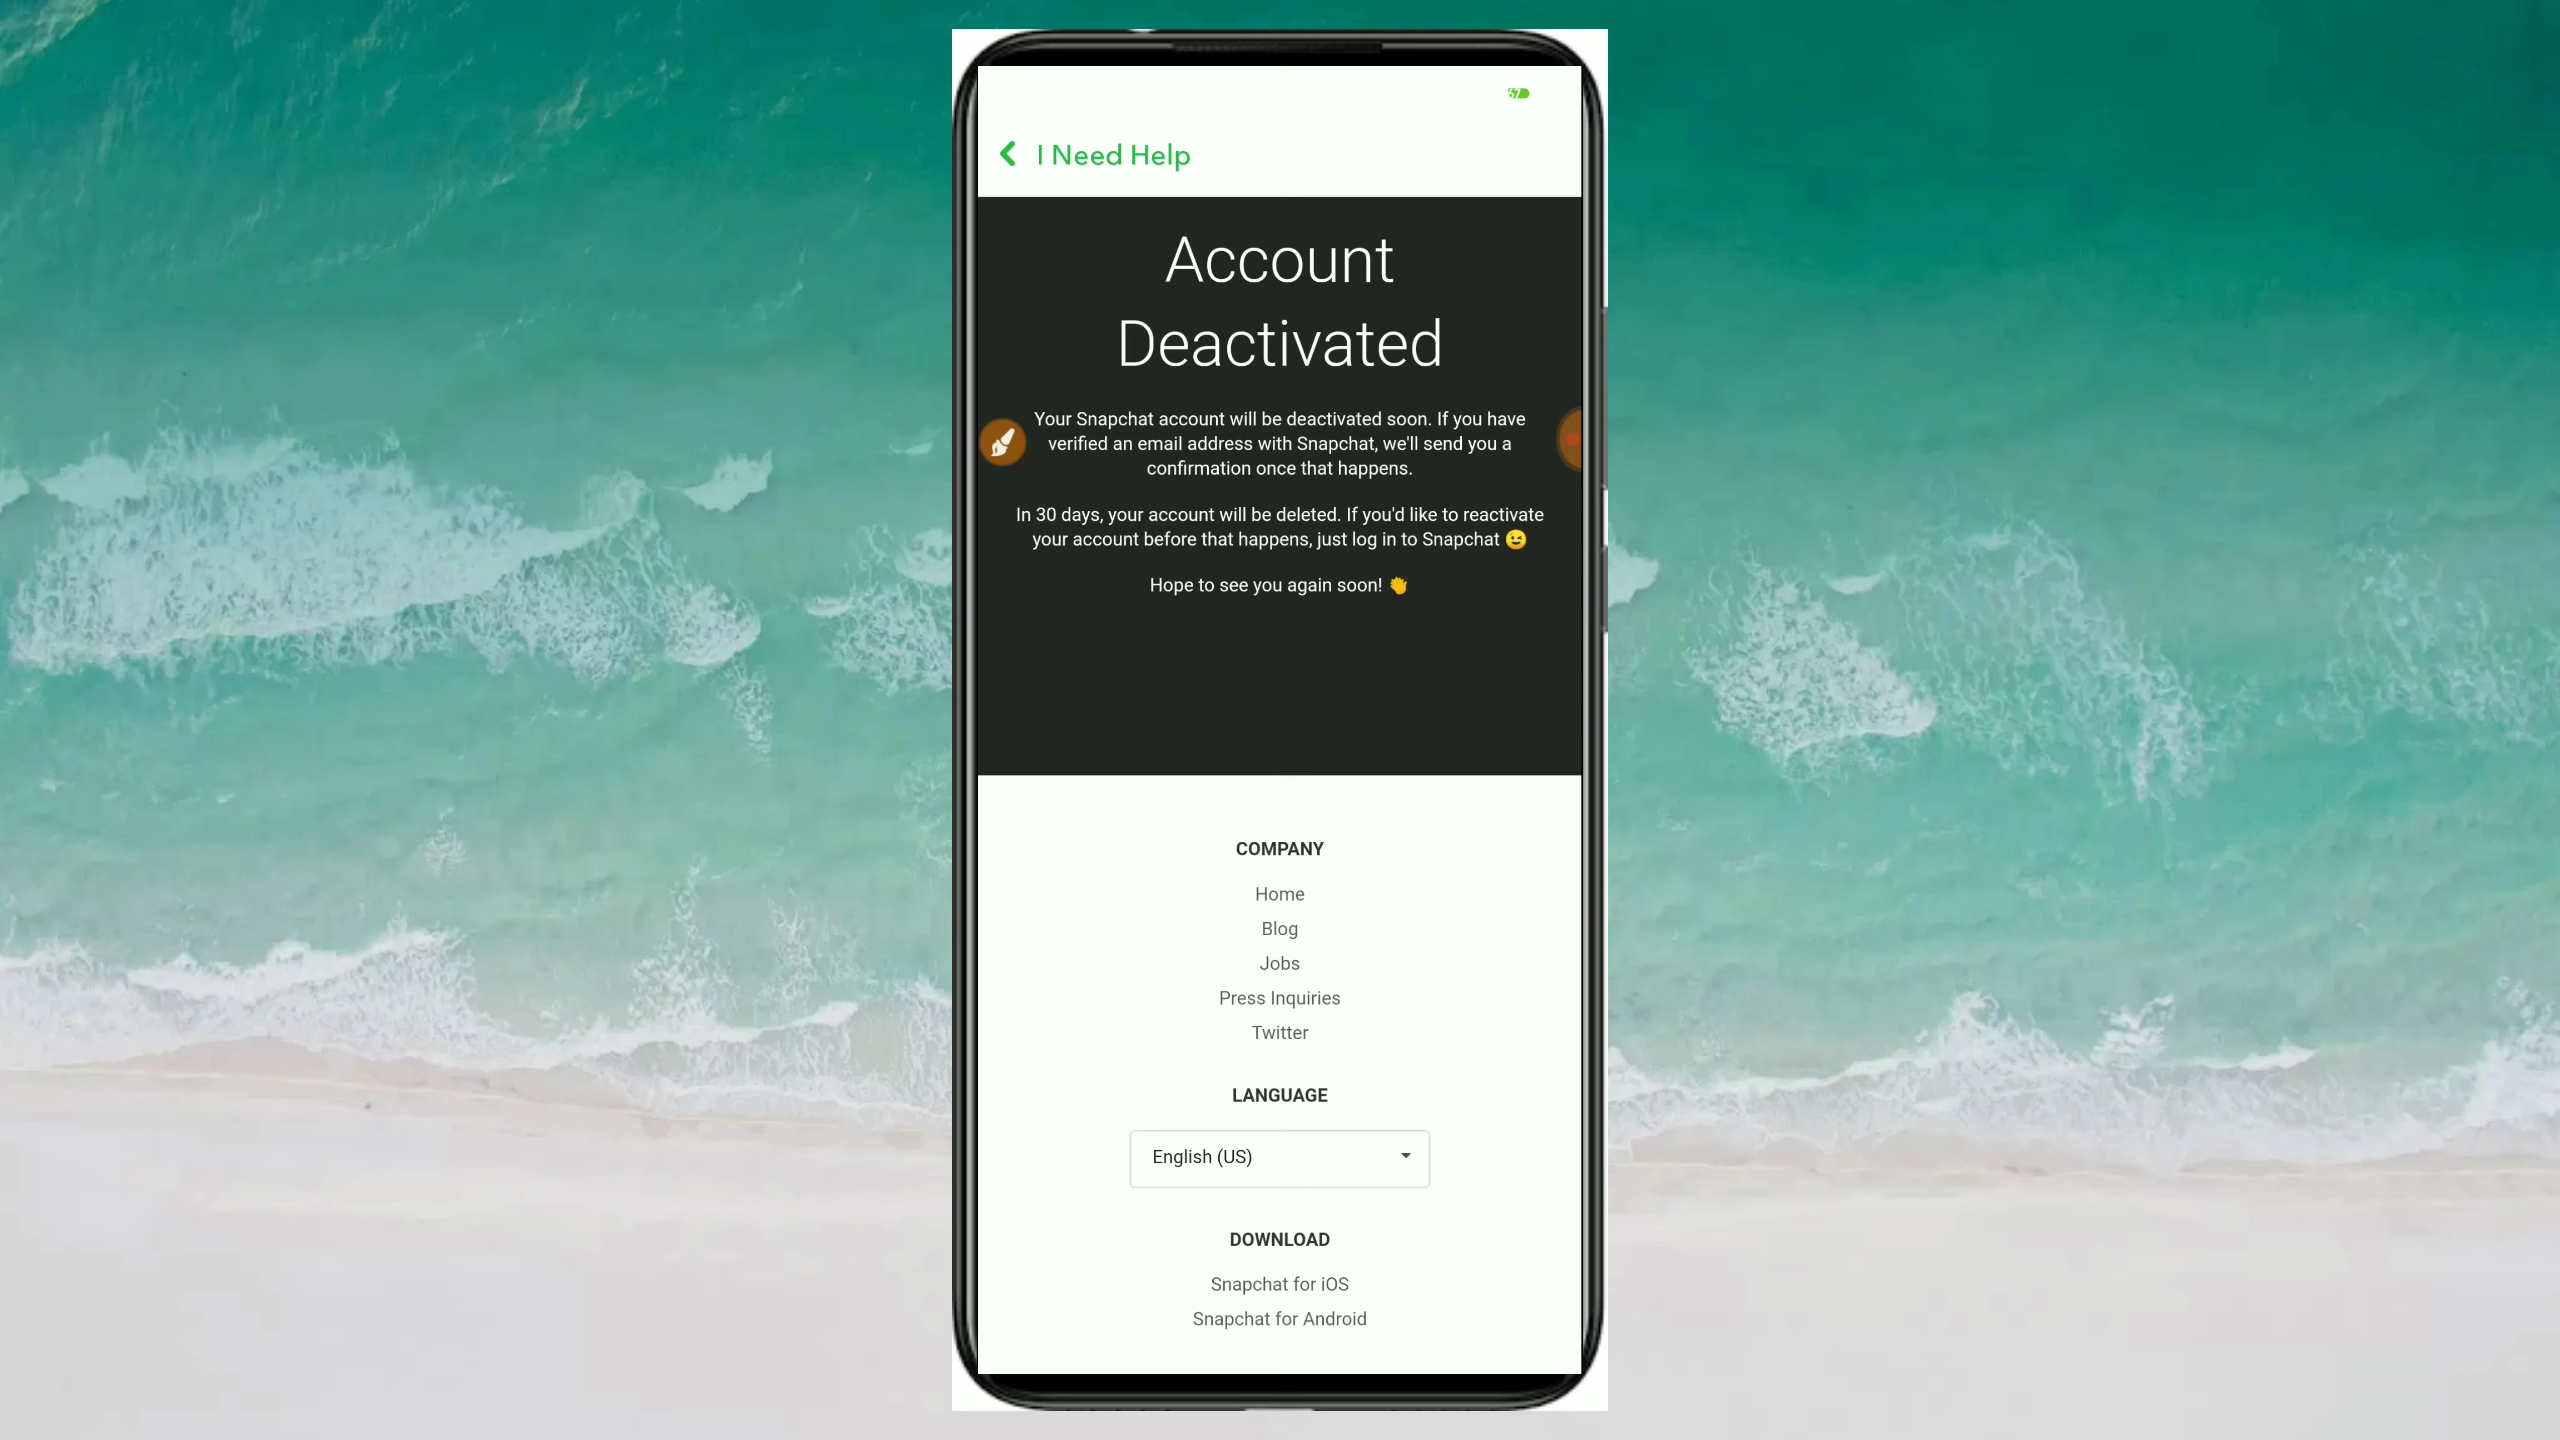 I Need Help
Account
Deactivated
Your Snapchat account will be deactivated soon. If you have
verified an email address with Snapchat, we'll send you a
confirmation once that happens.
In 30 days, your account will be deleted. If you'd like to reactivate
your account before that happens, just log in to Snapchat 😉
Hope to see you again soon! 👋
COMPANY
Home
Blog
Jobs
Press Inquiries
Twitter
LANGUAGE
English (US)
DOWNLOAD
Snapchat for iOS
Snapchat for Android